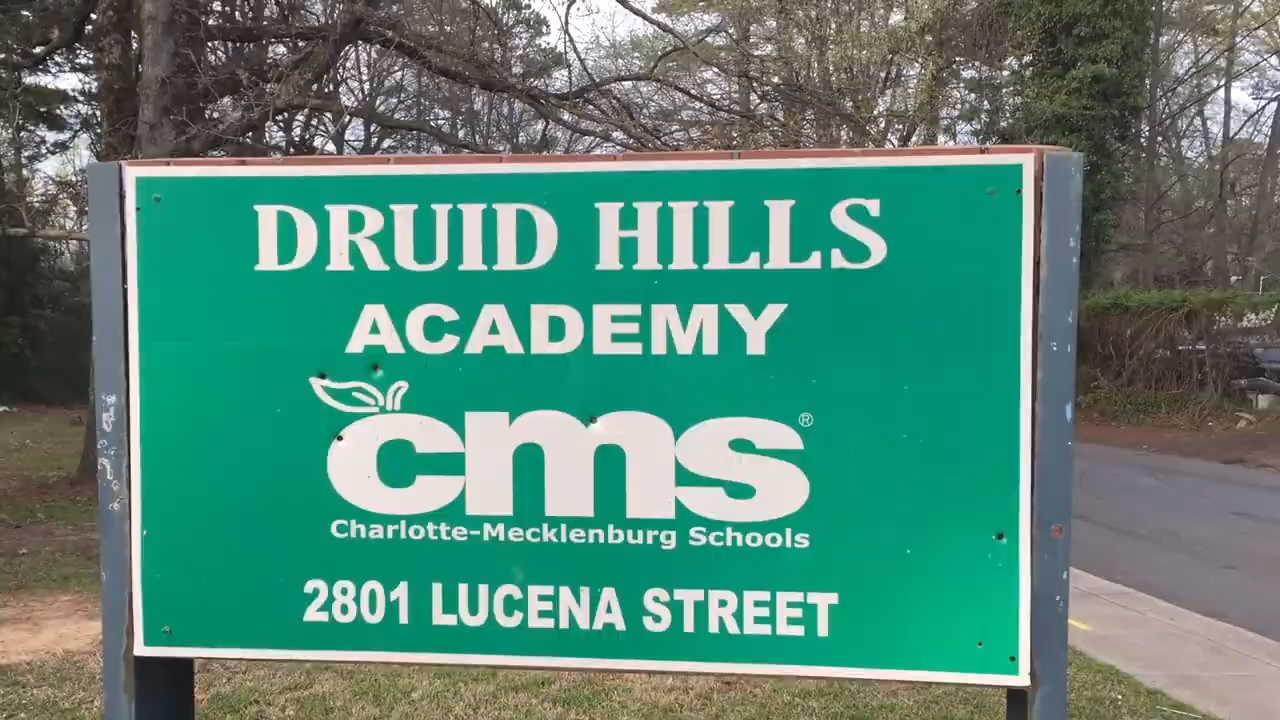 DRUID HILLS
ACADEMY
cms®
Charlotte-Mecklenburg Schools
2801 LUCENA STREET